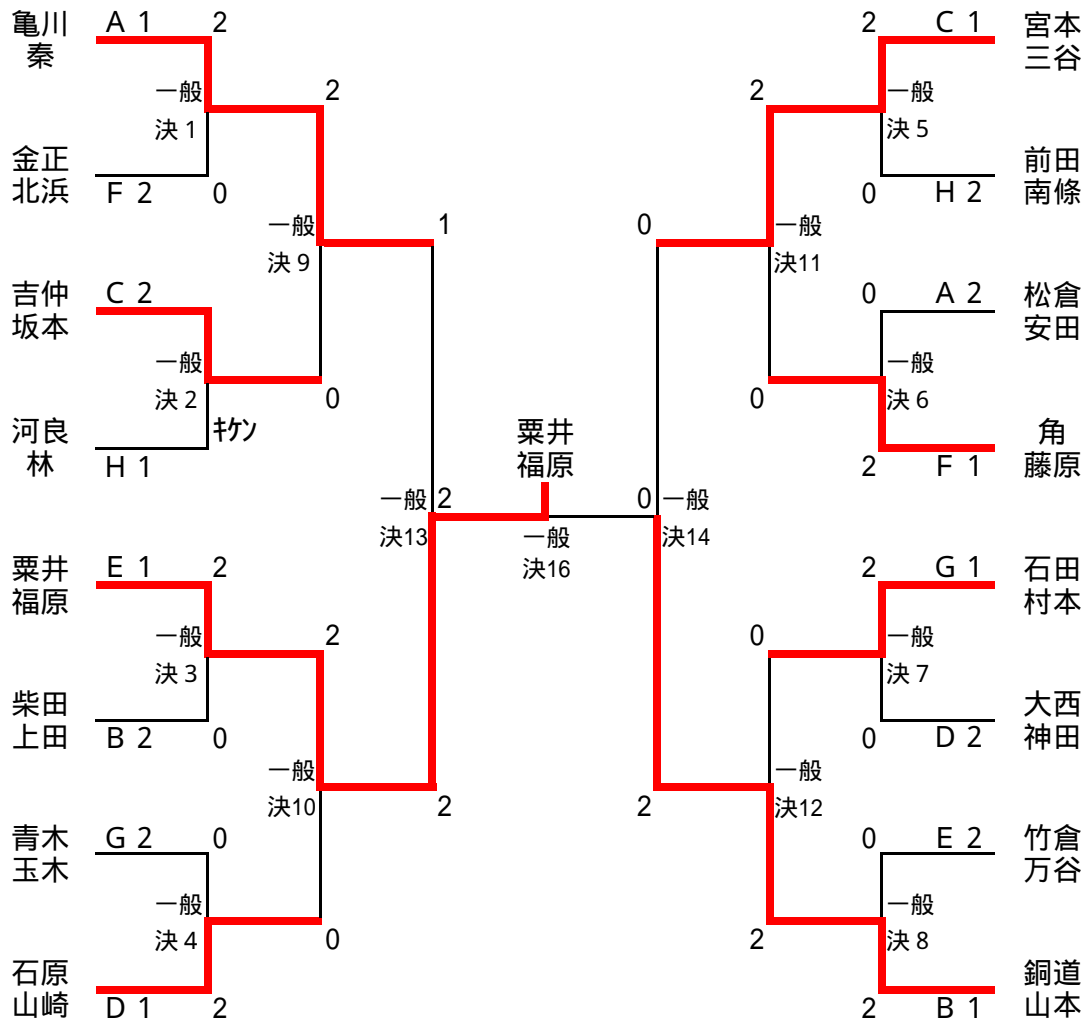 亀川
秦
A 1
2
一般
決 1
金正
北浜
F 2
0
2
一般
決 9
吉仲
坂本
C 2
一般
決 2
0
河良
林
H 1
ｷｹﾝ
1
一般
決13
2
粟井
福原
E 1
2
一般
決 3
柴田
上田
B 2
0
2
一般
決10
2
青木
玉木
G 2
0
一般
決 4
0
石原
山崎
D 1
2
粟井
福原
一般
決16
2
C 1
宮本
三谷
一般
決 5
0
H 2
前田
南條
2
一般
決11
0
0
A 2
松倉
安田
一般
決 6
0
2
F 1
角
藤原
0
一般
決14
2
G 1
石田
村本
一般
決 7
0
D 2
大西
神田
0
一般
決12
2
0
E 2
竹倉
万谷
一般
決 8
2
2
B 1
銅道
山本